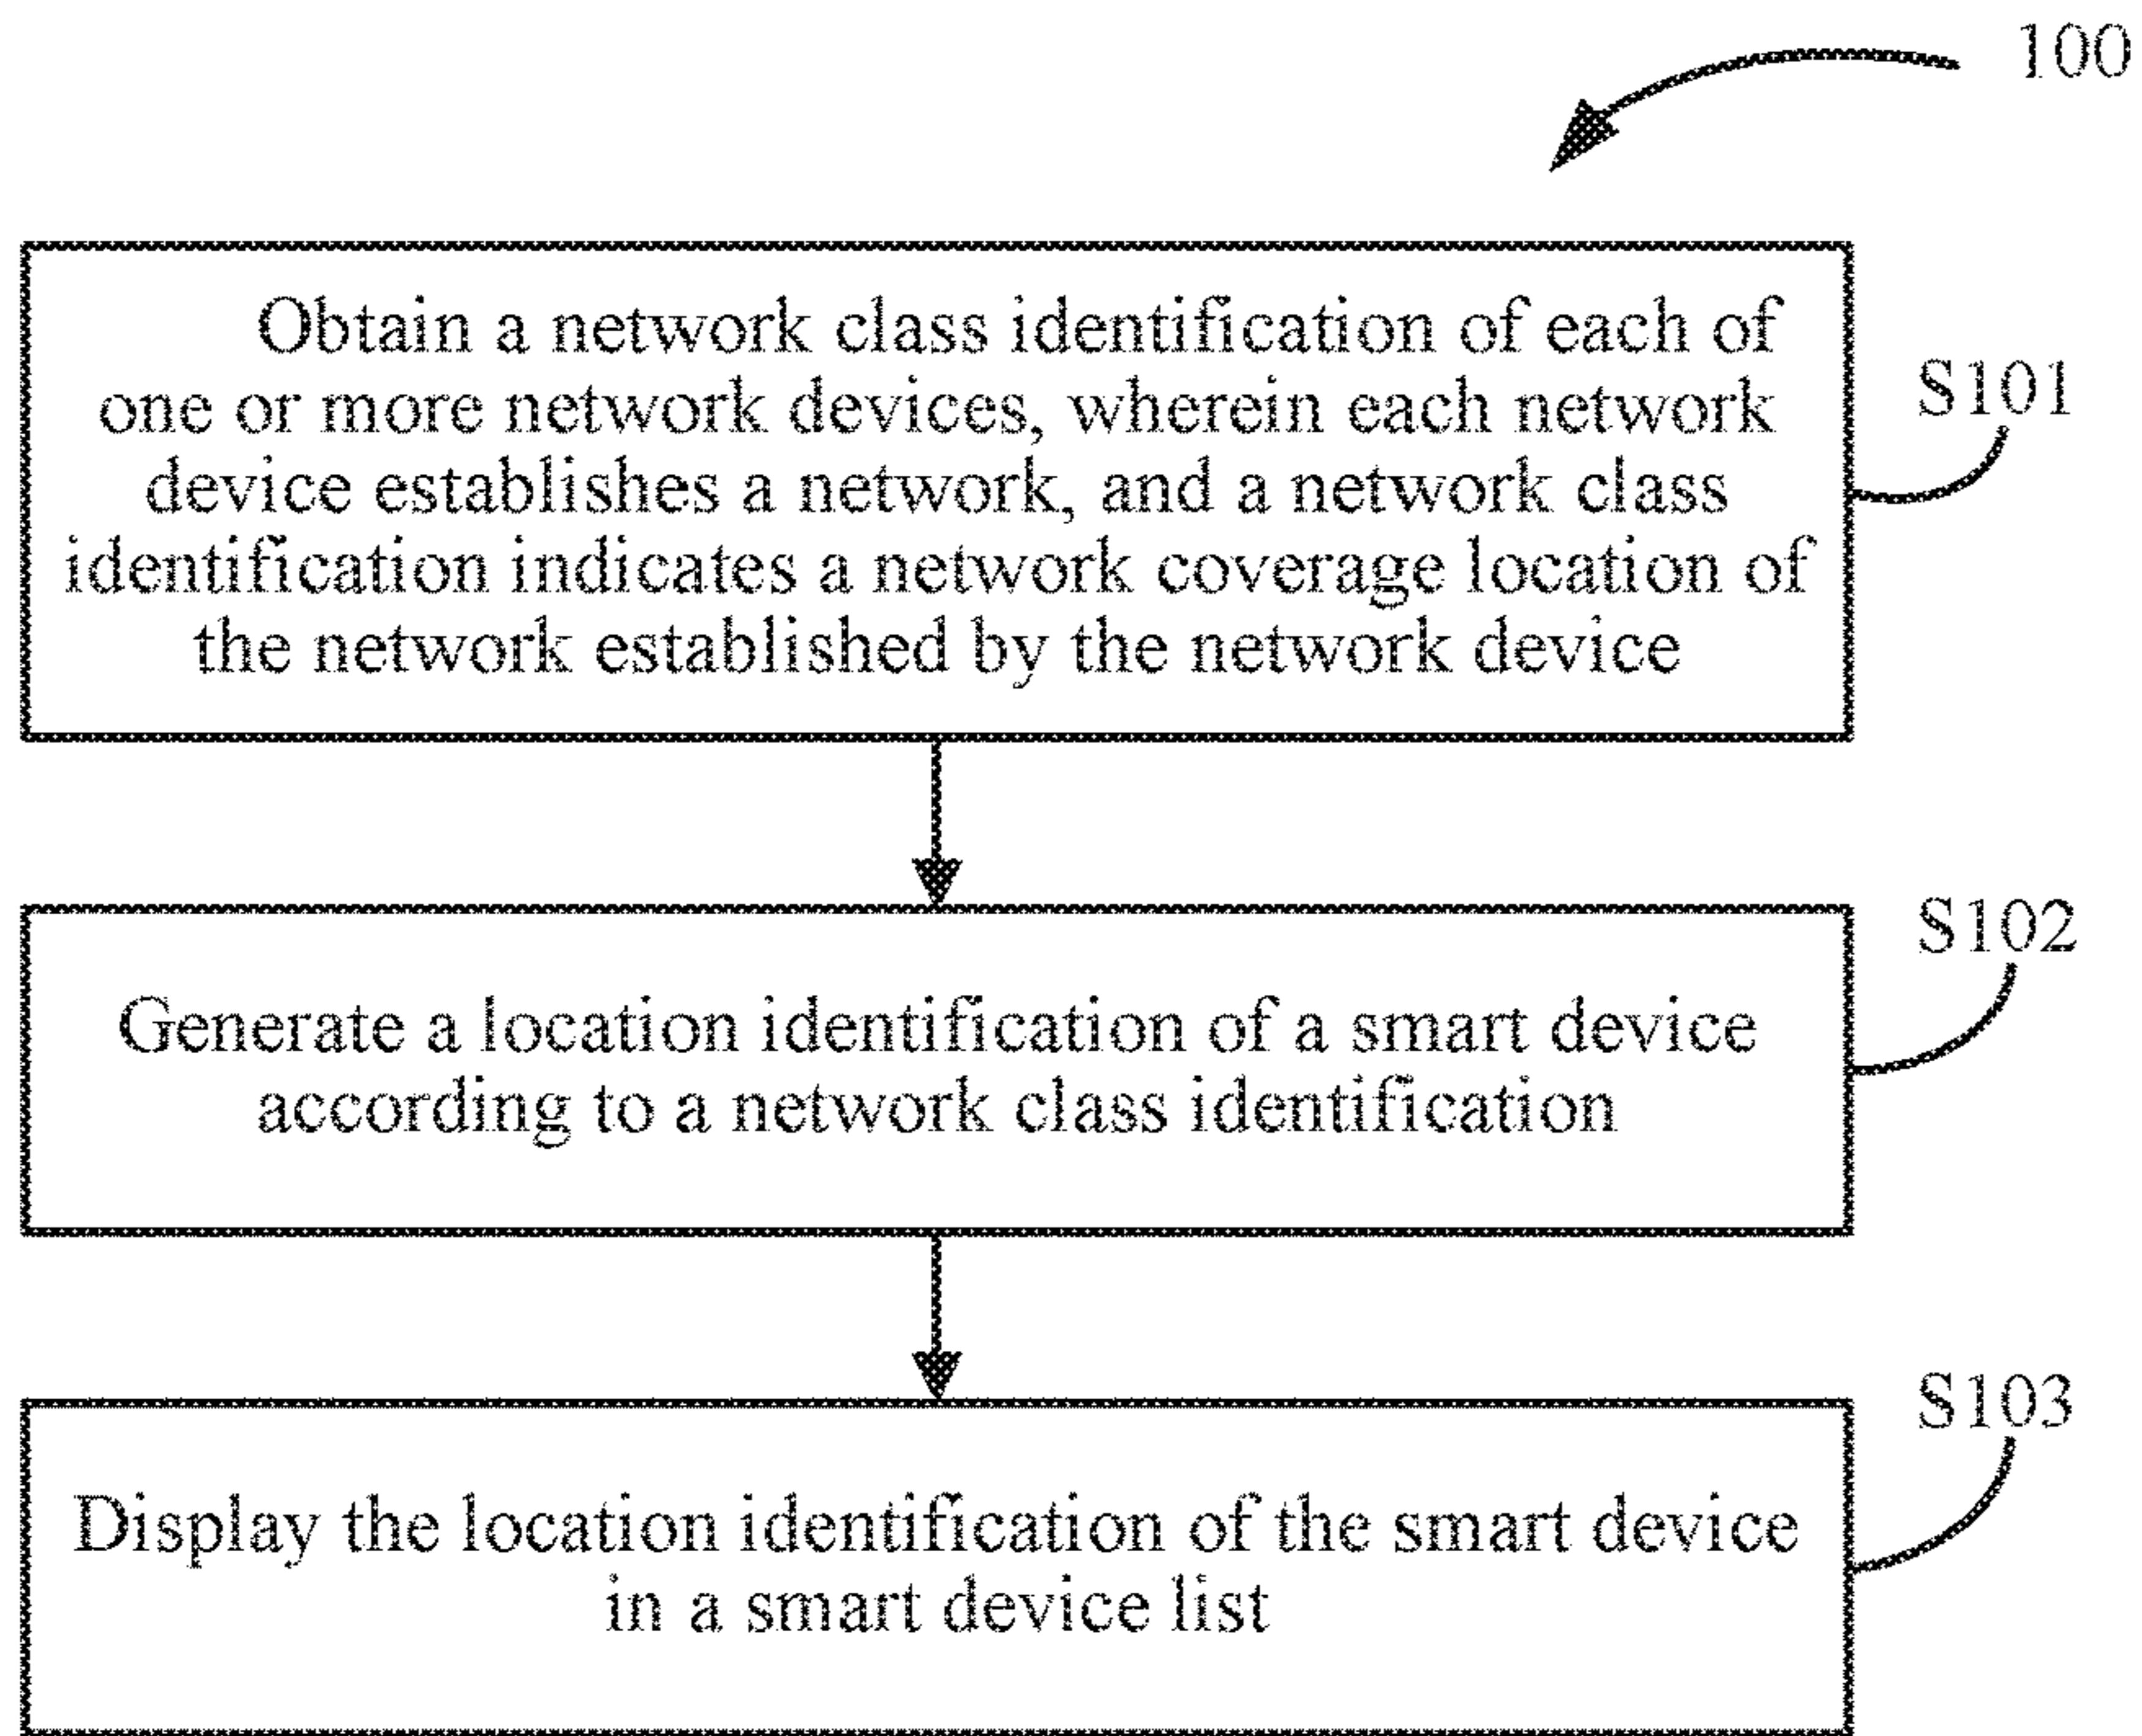 100
Obtain a network class identification of each of
one or more network devices, wherein each network
device establishes a network, and a network class
identification indicates a network coverage location of
the network established by the network device
S101
Generate a location identification of a smart device
according to a network class identification
S102
Display the location identification of the smart device
in a smart device list
S103